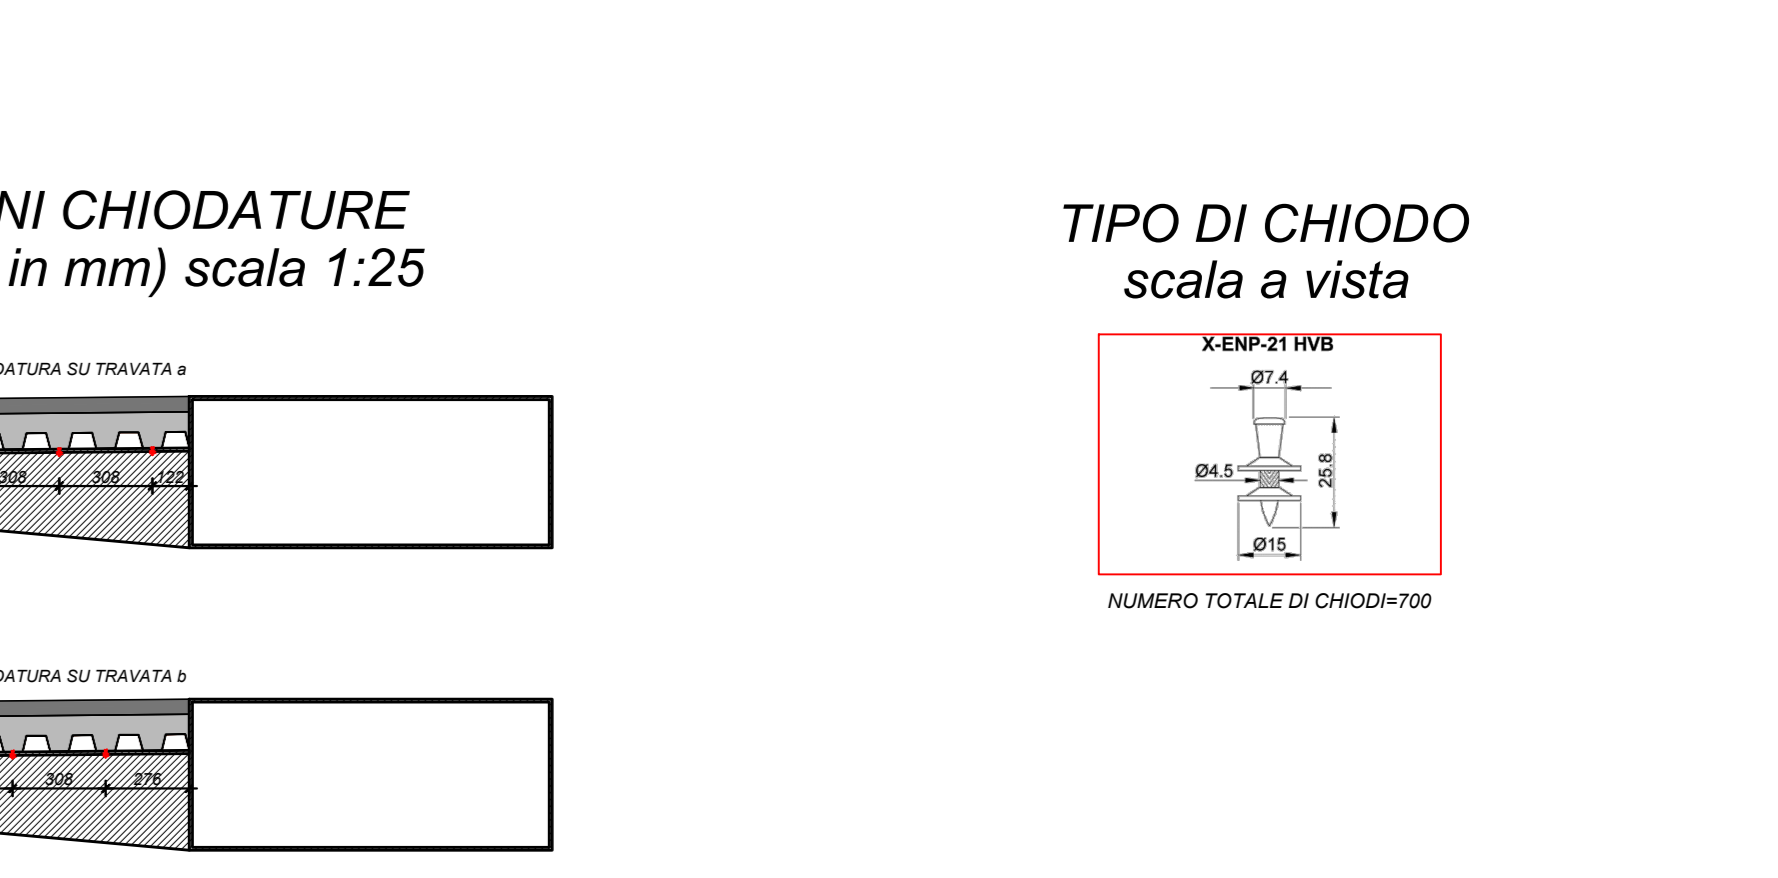 NI CHIODATURE
in mm) scala 1:25
DATURA SU TRAVATA a
308
308
122
DATURA SU TRAVATA b
308
276
TIPO DI CHIODO
scala a vista
X-ENP-21 HVB
Ø7.4
Ø4.5
25.8
Ø15
NUMERO TOTALE DI CHIODI=700